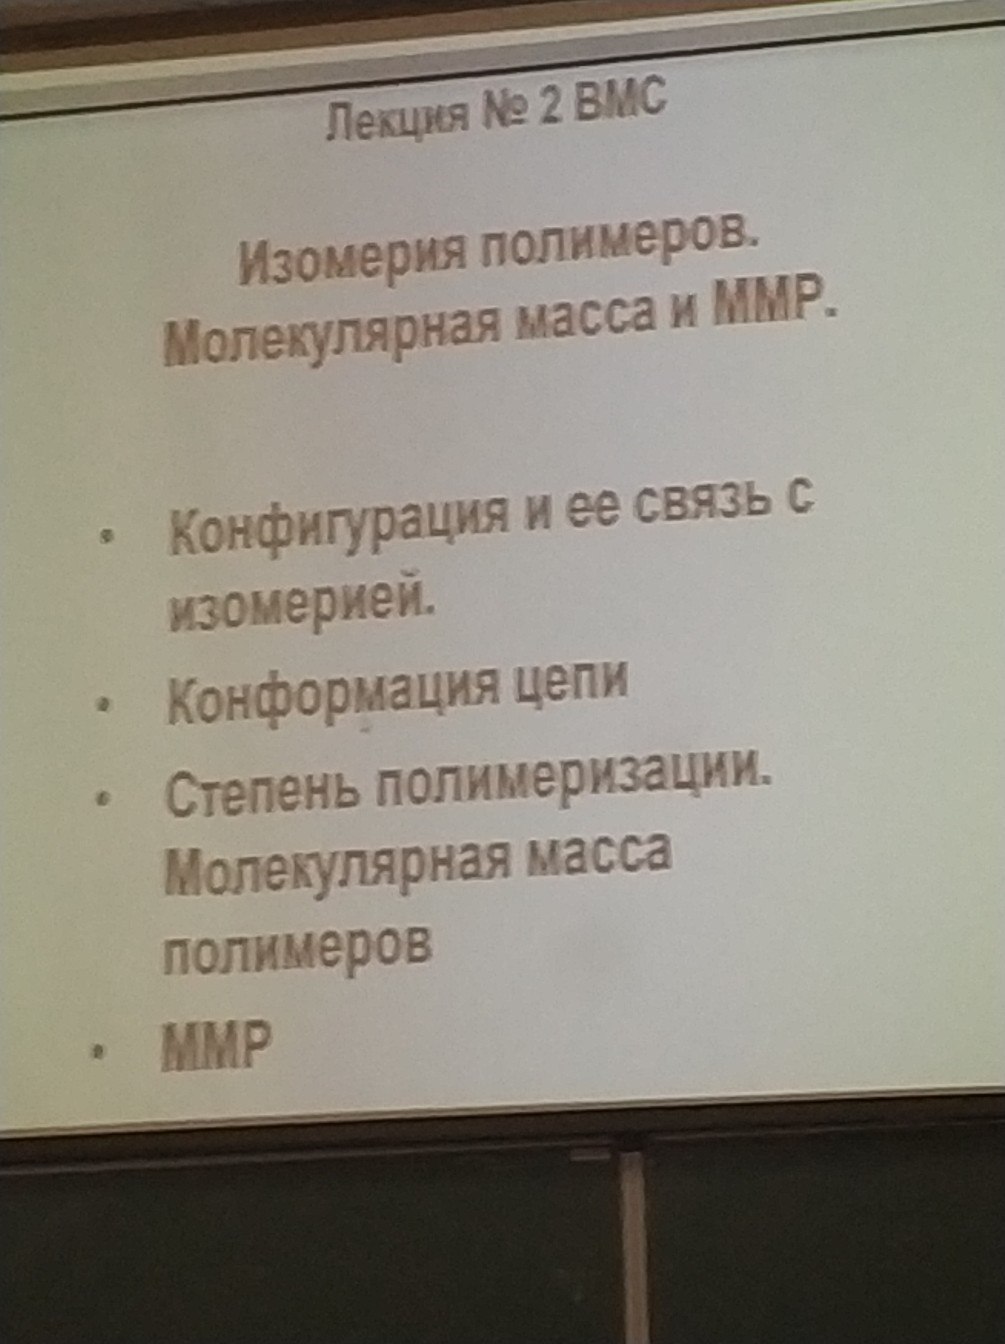 Лекция № 2 ВМС
Изомерия полимеров.
Молекулярная масса и ММР.
• Конфигурация и ее связь с
изомерией.
• Конформация цепи
• Степень полимеризации.
Молекулярная масса
полимеров
• ММР